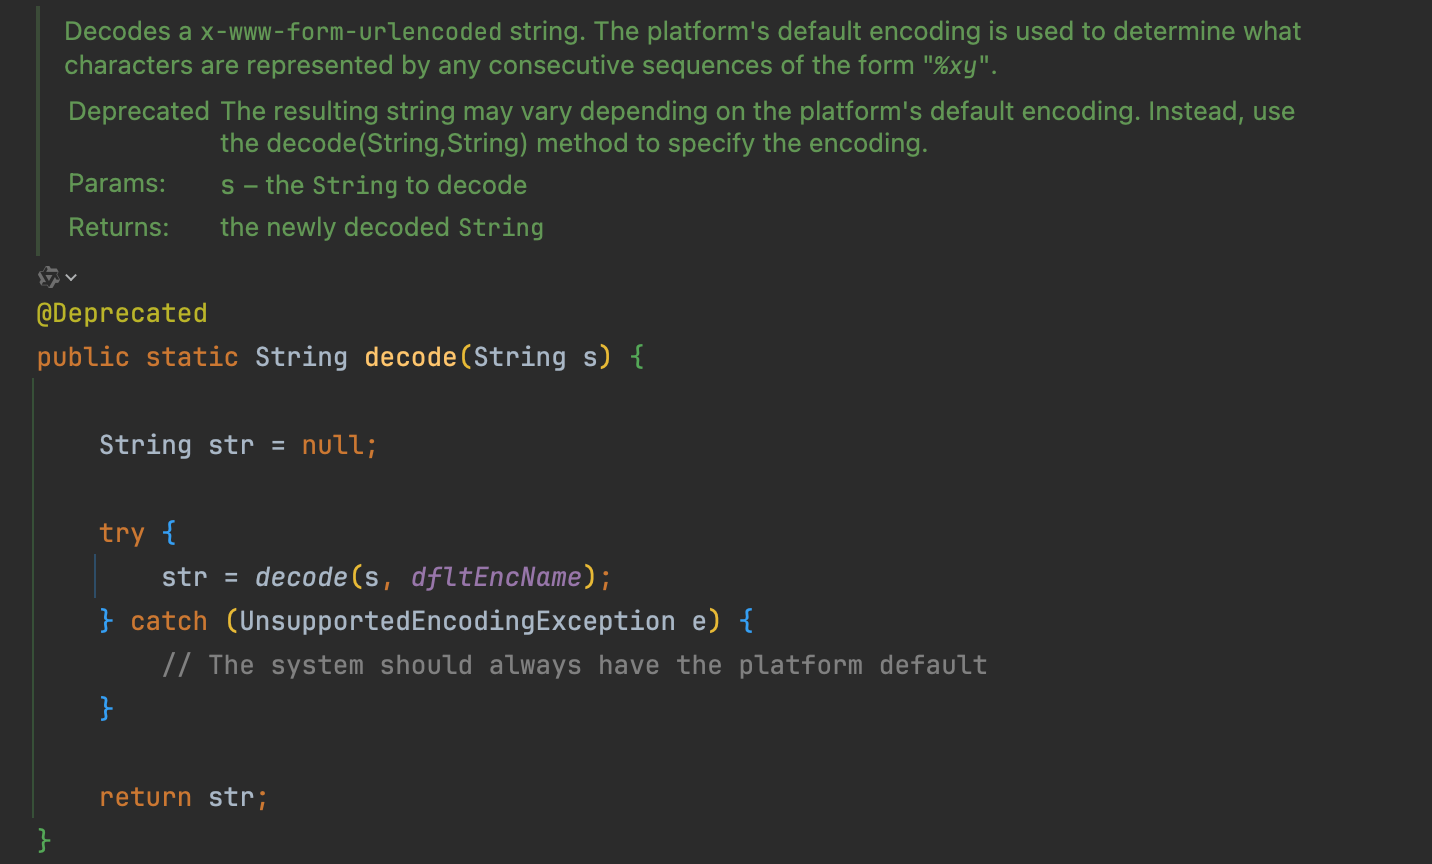 Decodes a x-www-form-urlencoded string. The platform's default encoding is used to determine what
characters are represented by any consecutive sequences of the form "%xy".
Deprecated The resulting string may vary depending on the platform's default encoding. Instead, use
the decode(String,String) method to specify the encoding.
Params: s – the String to decode
Returns: the newly decoded String
@Deprecated
public static String decode(String s) {
String str = null;
try {
str = decode(s, dfltEncName);
} catch (UnsupportedEncodingException e) {
// The system should always have the platform default
}
return str;
}